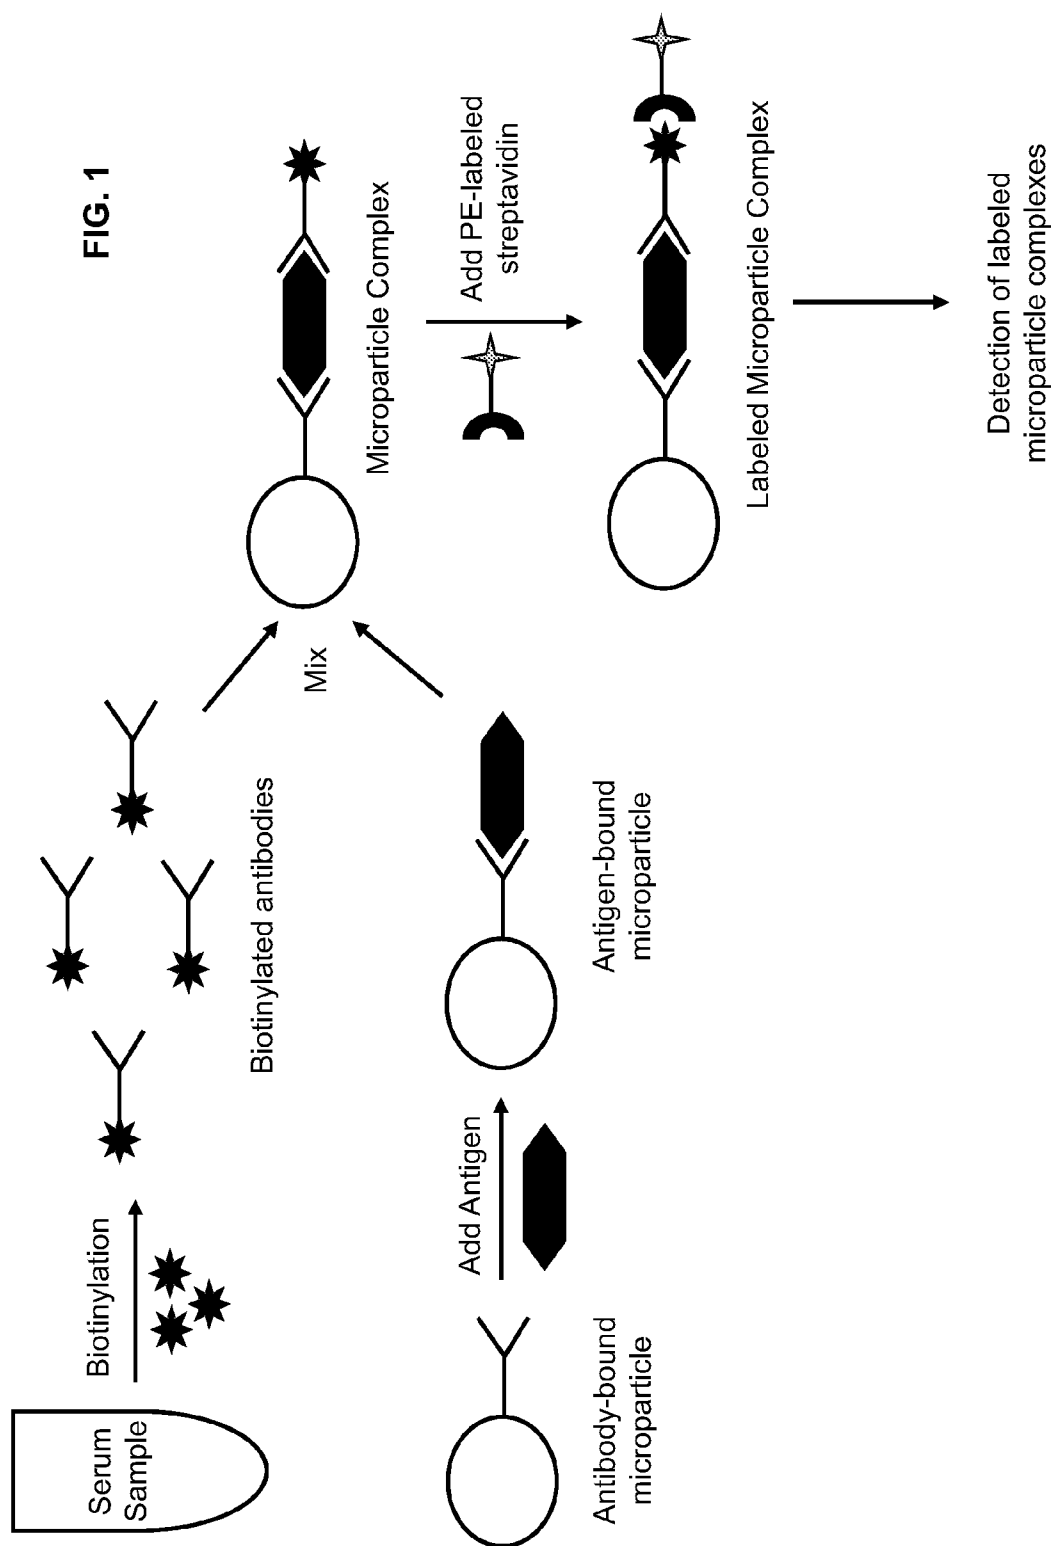 FIG. 1
Serum
Sample
Biotinylation
Biotinylated antibodies
Antibody-bound
microparticle
Add Antigen
Antigen-bound
microparticle
Mix
Microparticle Complex
Add PE-labeled
streptavidin
Labeled Microparticle Complex
Detection of labeled
microparticle complexes